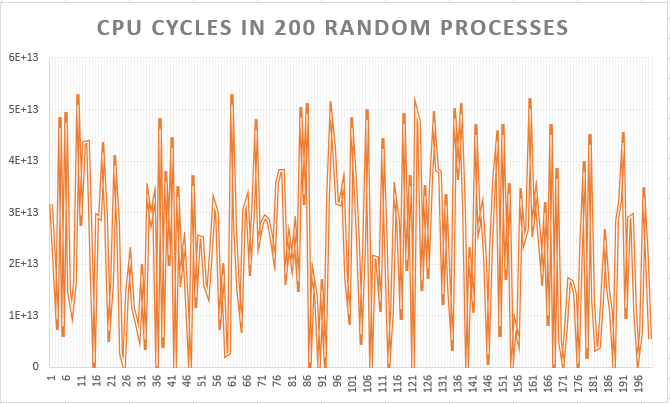 CPU CYCLES IN 200 RANDOM PROCESSES
6E+13
5E+13
4E+13
3E+13
2E+13
1E+13
0
1 6 11 16 21 26 31 36 41 46 51 56 61 66 71 76 81 86 91 96 101 106 111 116 121 126 131 136 141 146 151 156 161 166 171 176 181 186 191 196